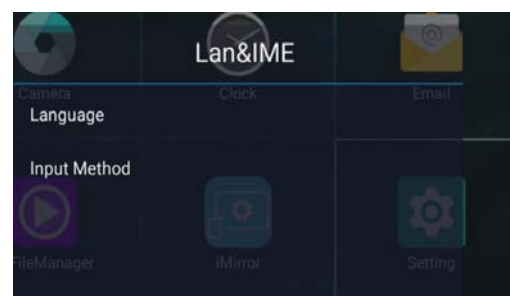 Lan&IME
Camera
Clock
Email
Language
Input Method
FileManager
iMirror
Setting